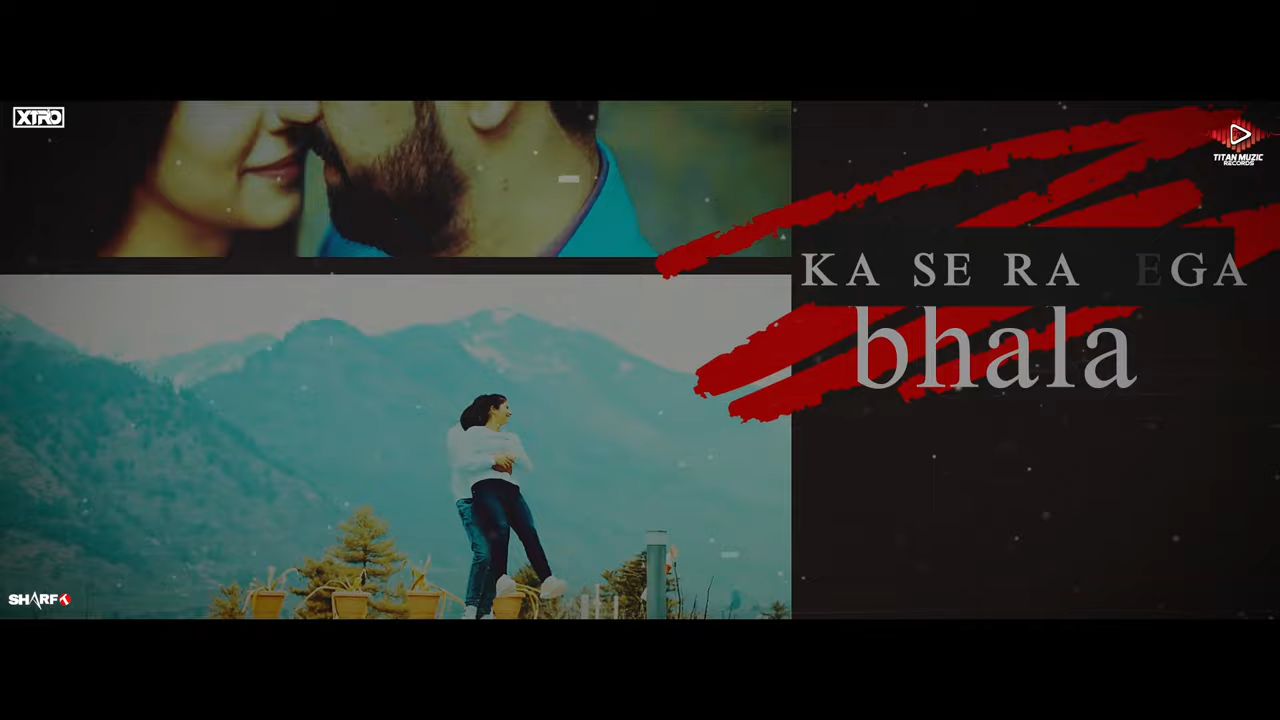 XTRO
TITAN MUZIC
RECORDS
KA SE RA EGA
bhala
SHARF